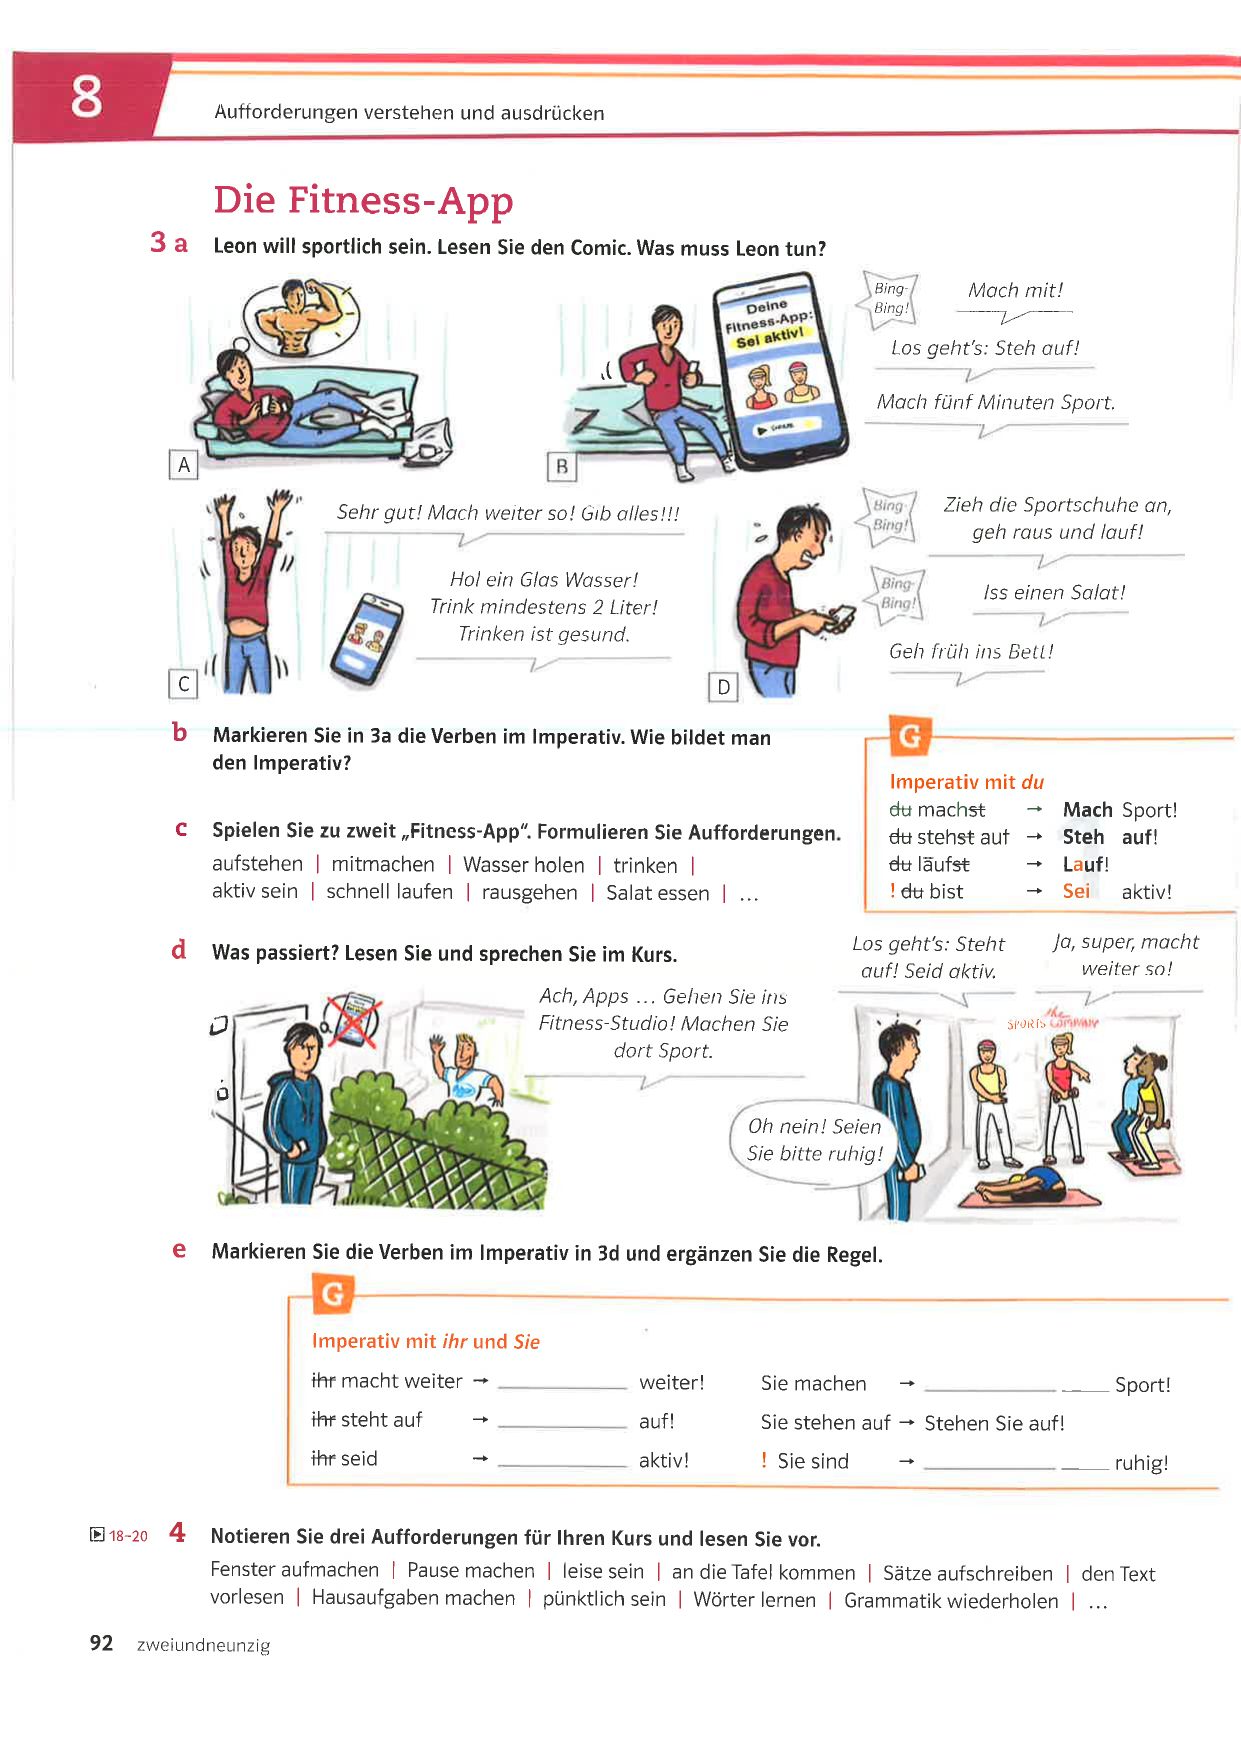 8
Aufforderungen verstehen und ausdrücken
Die Fitness-App
3 a Leon will sportlich sein. Lesen Sie den Comic. Was muss Leon tun?
Deine
Fitness-App:
Sei aktiv!
Bing-
Bing!
Mach mit!
Los geht's: Steh auf!
Mach fünf Minuten Sport.
A
B
Sehr gut! Mach weiter so! Gib alles!!!
Hol ein Glas Wasser!
Trink mindestens 2 Liter!
Trinken ist gesund.
Bing-
Bing!
Zieh die Sportschuhe an,
geh raus und lauf!
Bing-
Bing!
Iss einen Salat!
Geh früh ins Bett!
C
D
b Markieren Sie in 3a die Verben im Imperativ. Wie bildet man
den Imperativ?
c Spielen Sie zu zweit „Fitness-App“. Formulieren Sie Aufforderungen.
aufstehen | mitmachen | Wasser holen | trinken |
aktiv sein | schnell laufen | rausgehen | Salat essen | ...
G
Imperativ mit du
du machst → Mach Sport!
du stehst auf → Steh auf!
du läufst → Lauf!
! du bist → Sei aktiv!
d Was passiert? Lesen Sie und sprechen Sie im Kurs.
Ach, Apps ... Gehen Sie ins
Fitness-Studio! Machen Sie
dort Sport.
Los geht's: Steht
auf! Seid aktiv.
Ja, super, macht
weiter so!
the
SPORTS COMPANY
Oh nein! Seien
Sie bitte ruhig!
e Markieren Sie die Verben im Imperativ in 3d und ergänzen Sie die Regel.
G
Imperativ mit ihr und Sie
ihr macht weiter → ____________ weiter! Sie machen → ____________ ____ Sport!
ihr steht auf → ____________ auf! Sie stehen auf → Stehen Sie auf!
ihr seid → ____________ aktiv! ! Sie sind → ____________ ____ ruhig!
18-20 4 Notieren Sie drei Aufforderungen für Ihren Kurs und lesen Sie vor.
Fenster aufmachen | Pause machen | leise sein | an die Tafel kommen | Sätze aufschreiben | den Text
vorlesen | Hausaufgaben machen | pünktlich sein | Wörter lernen | Grammatik wiederholen | ...
92 zweiundneunzig